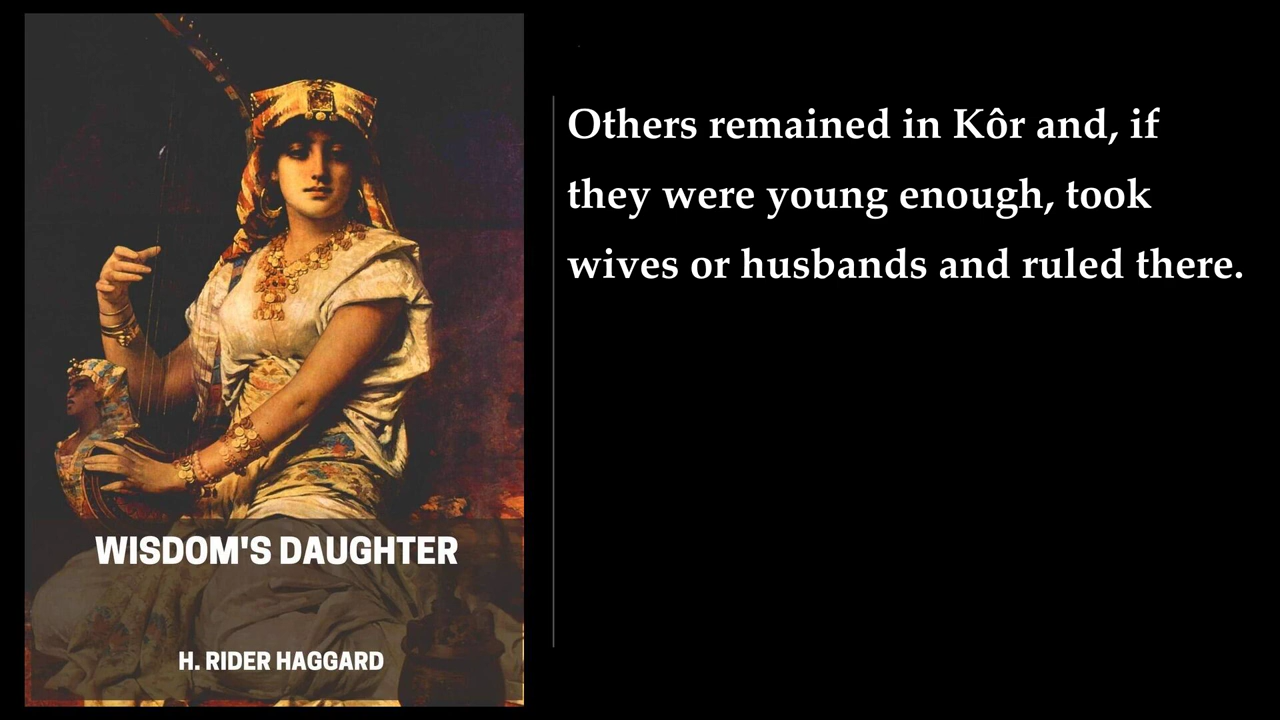 WISDOM'S DAUGHTER
H. RIDER HAGGARD
Others remained in Kôr and, if
they were young enough, took
wives or husbands and ruled there.